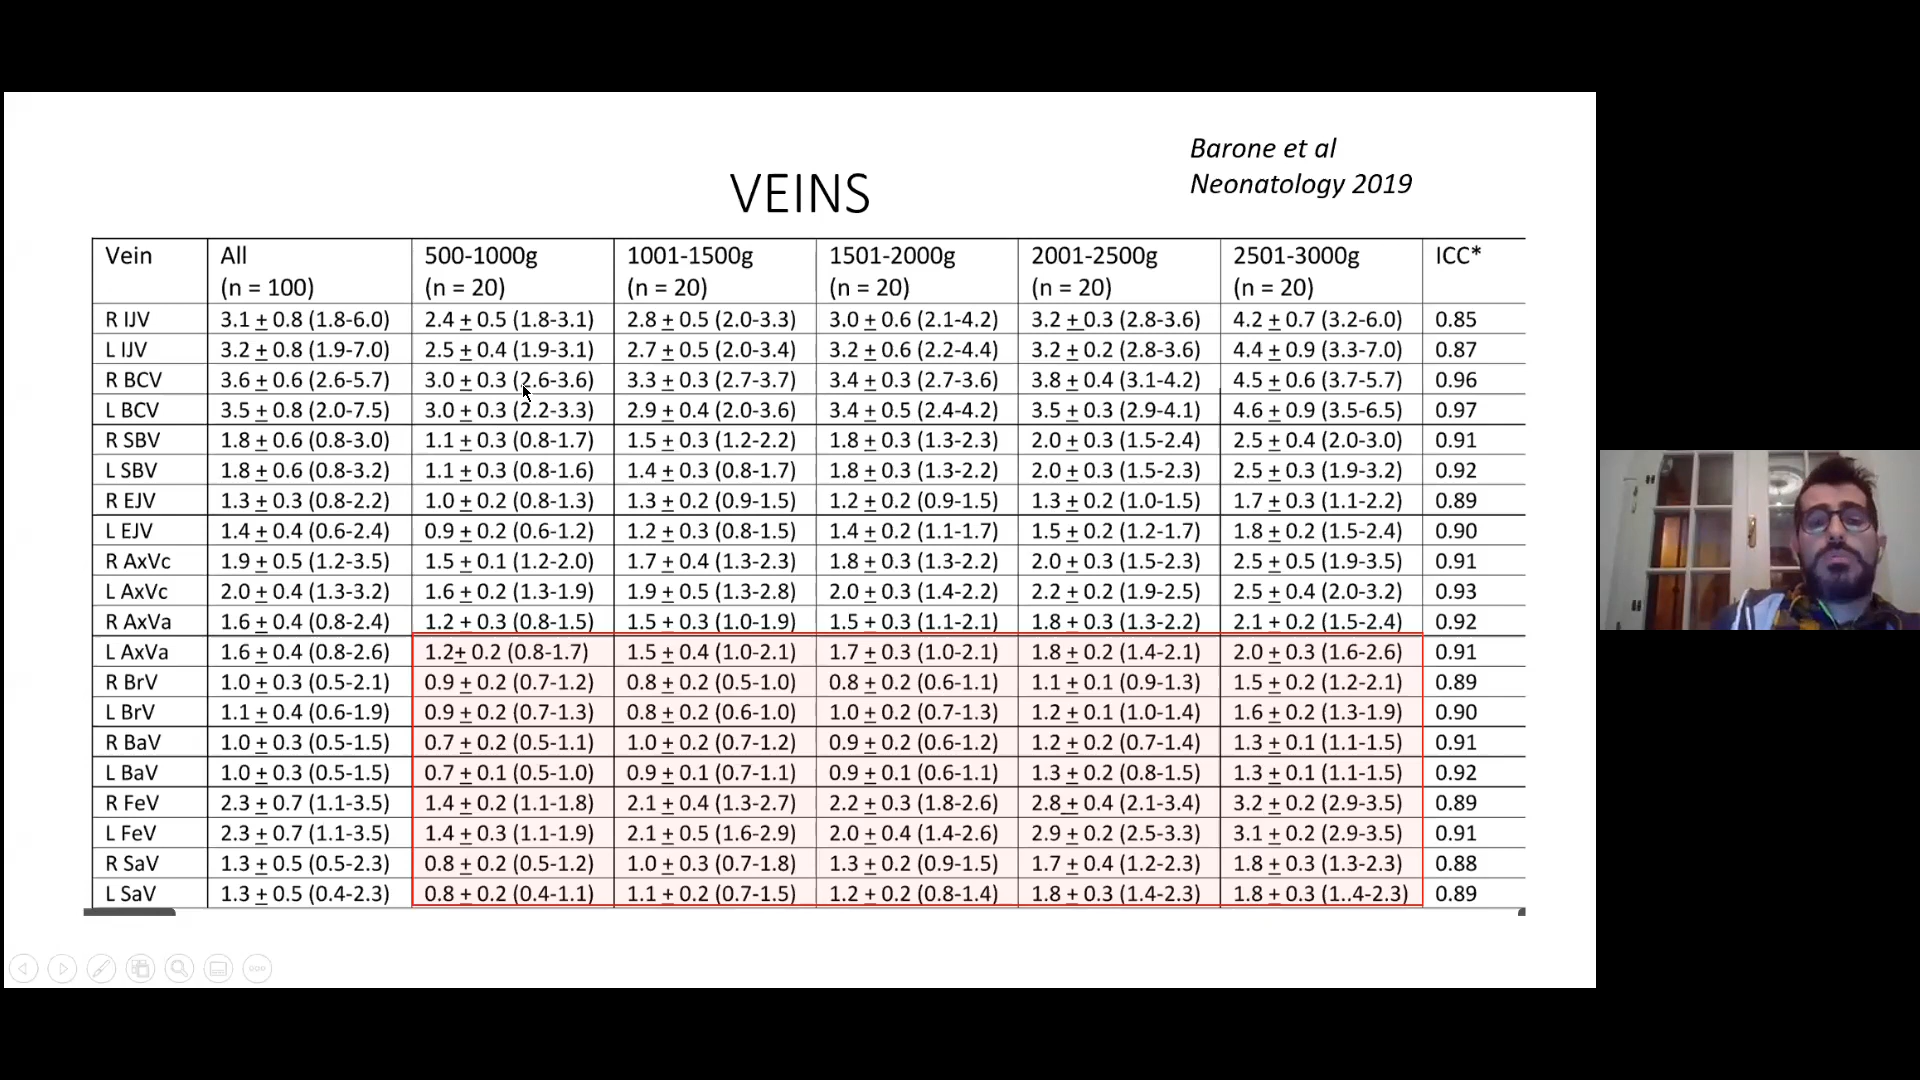 Barone et al
Neonatology 2019
VEINS
Vein All 500-1000g 1001-1500g 1501-2000g 2001-2500g 2501-3000g ICC*
(n = 100) (n = 20) (n = 20) (n = 20) (n = 20) (n = 20)
R IJV 3.1 ± 0.8 (1.8-6.0) 2.4 ± 0.5 (1.8-3.1) 2.8 ± 0.5 (2.0-3.3) 3.0 ± 0.6 (2.1-4.2) 3.2 ± 0.3 (2.8-3.6) 4.2 ± 0.7 (3.2-6.0) 0.85
L IJV 3.2 ± 0.8 (1.9-7.0) 2.5 ± 0.4 (1.9-3.1) 2.7 ± 0.5 (2.0-3.4) 3.2 ± 0.6 (2.2-4.4) 3.2 ± 0.2 (2.8-3.6) 4.4 ± 0.9 (3.3-7.0) 0.87
R BCV 3.6 ± 0.6 (2.6-5.7) 3.0 ± 0.3 (2.6-3.6) 3.3 ± 0.3 (2.7-3.7) 3.4 ± 0.3 (2.7-3.6) 3.8 ± 0.4 (3.1-4.2) 4.5 ± 0.6 (3.7-5.7) 0.96
L BCV 3.5 ± 0.8 (2.0-7.5) 3.0 ± 0.3 (2.2-3.3) 2.9 ± 0.4 (2.0-3.6) 3.4 ± 0.5 (2.4-4.2) 3.5 ± 0.3 (2.9-4.1) 4.6 ± 0.9 (3.5-6.5) 0.97
R SBV 1.8 ± 0.6 (0.8-3.0) 1.1 ± 0.3 (0.8-1.7) 1.5 ± 0.3 (1.2-2.2) 1.8 ± 0.3 (1.3-2.3) 2.0 ± 0.3 (1.5-2.4) 2.5 ± 0.4 (2.0-3.0) 0.91
L SBV 1.8 ± 0.6 (0.8-3.2) 1.1 ± 0.3 (0.8-1.6) 1.4 ± 0.3 (0.8-1.7) 1.8 ± 0.3 (1.3-2.2) 2.0 ± 0.3 (1.5-2.3) 2.5 ± 0.3 (1.9-3.2) 0.92
R EJV 1.3 ± 0.3 (0.8-2.2) 1.0 ± 0.2 (0.8-1.3) 1.3 ± 0.2 (0.9-1.5) 1.2 ± 0.2 (0.9-1.5) 1.3 ± 0.2 (1.0-1.5) 1.7 ± 0.3 (1.1-2.2) 0.89
L EJV 1.4 ± 0.4 (0.6-2.4) 0.9 ± 0.2 (0.6-1.2) 1.2 ± 0.3 (0.8-1.5) 1.4 ± 0.2 (1.1-1.7) 1.5 ± 0.2 (1.2-1.7) 1.8 ± 0.2 (1.5-2.4) 0.90
R AxVc 1.9 ± 0.5 (1.2-3.5) 1.5 ± 0.1 (1.2-2.0) 1.7 ± 0.4 (1.3-2.3) 1.8 ± 0.3 (1.3-2.2) 2.0 ± 0.3 (1.5-2.3) 2.5 ± 0.5 (1.9-3.5) 0.91
L AxVc 2.0 ± 0.4 (1.3-3.2) 1.6 ± 0.2 (1.3-1.9) 1.9 ± 0.5 (1.3-2.8) 2.0 ± 0.3 (1.4-2.2) 2.2 ± 0.2 (1.9-2.5) 2.5 ± 0.4 (2.0-3.2) 0.93
R AxVa 1.6 ± 0.4 (0.8-2.4) 1.2 ± 0.3 (0.8-1.5) 1.5 ± 0.3 (1.0-1.9) 1.5 ± 0.3 (1.1-2.1) 1.8 ± 0.3 (1.3-2.2) 2.1 ± 0.2 (1.5-2.4) 0.92
L AxVa 1.6 ± 0.4 (0.8-2.6) 1.2± 0.2 (0.8-1.7) 1.5 ± 0.4 (1.0-2.1) 1.7 ± 0.3 (1.0-2.1) 1.8 ± 0.2 (1.4-2.1) 2.0 ± 0.3 (1.6-2.6) 0.91
R BrV 1.0 ± 0.3 (0.5-2.1) 0.9 ± 0.2 (0.7-1.2) 0.8 ± 0.2 (0.5-1.0) 0.8 ± 0.2 (0.6-1.1) 1.1 ± 0.1 (0.9-1.3) 1.5 ± 0.2 (1.2-2.1) 0.89
L BrV 1.1 ± 0.4 (0.6-1.9) 0.9 ± 0.2 (0.7-1.3) 0.8 ± 0.2 (0.6-1.0) 1.0 ± 0.2 (0.7-1.3) 1.2 ± 0.1 (1.0-1.4) 1.6 ± 0.2 (1.3-1.9) 0.90
R BaV 1.0 ± 0.3 (0.5-1.5) 0.7 ± 0.2 (0.5-1.1) 1.0 ± 0.2 (0.7-1.2) 0.9 ± 0.2 (0.6-1.2) 1.2 ± 0.2 (0.7-1.4) 1.3 ± 0.1 (1.1-1.5) 0.91
L BaV 1.0 ± 0.3 (0.5-1.5) 0.7 ± 0.1 (0.5-1.0) 0.9 ± 0.1 (0.7-1.1) 0.9 ± 0.1 (0.6-1.1) 1.3 ± 0.2 (0.8-1.5) 1.3 ± 0.1 (1.1-1.5) 0.92
R FeV 2.3 ± 0.7 (1.1-3.5) 1.4 ± 0.2 (1.1-1.8) 2.1 ± 0.4 (1.3-2.7) 2.2 ± 0.3 (1.8-2.6) 2.8 ± 0.4 (2.1-3.4) 3.2 ± 0.2 (2.9-3.5) 0.89
L FeV 2.3 ± 0.7 (1.1-3.5) 1.4 ± 0.3 (1.1-1.9) 2.1 ± 0.5 (1.6-2.9) 2.0 ± 0.4 (1.4-2.6) 2.9 ± 0.2 (2.5-3.3) 3.1 ± 0.2 (2.9-3.5) 0.91
R SaV 1.3 ± 0.5 (0.5-2.3) 0.8 ± 0.2 (0.5-1.2) 1.0 ± 0.3 (0.7-1.8) 1.3 ± 0.2 (0.9-1.5) 1.7 ± 0.4 (1.2-2.3) 1.8 ± 0.3 (1.3-2.3) 0.88
L SaV 1.3 ± 0.5 (0.4-2.3) 0.8 ± 0.2 (0.4-1.1) 1.1 ± 0.2 (0.7-1.5) 1.2 ± 0.2 (0.8-1.4) 1.8 ± 0.3 (1.4-2.3) 1.8 ± 0.3 (1..4-2.3) 0.89